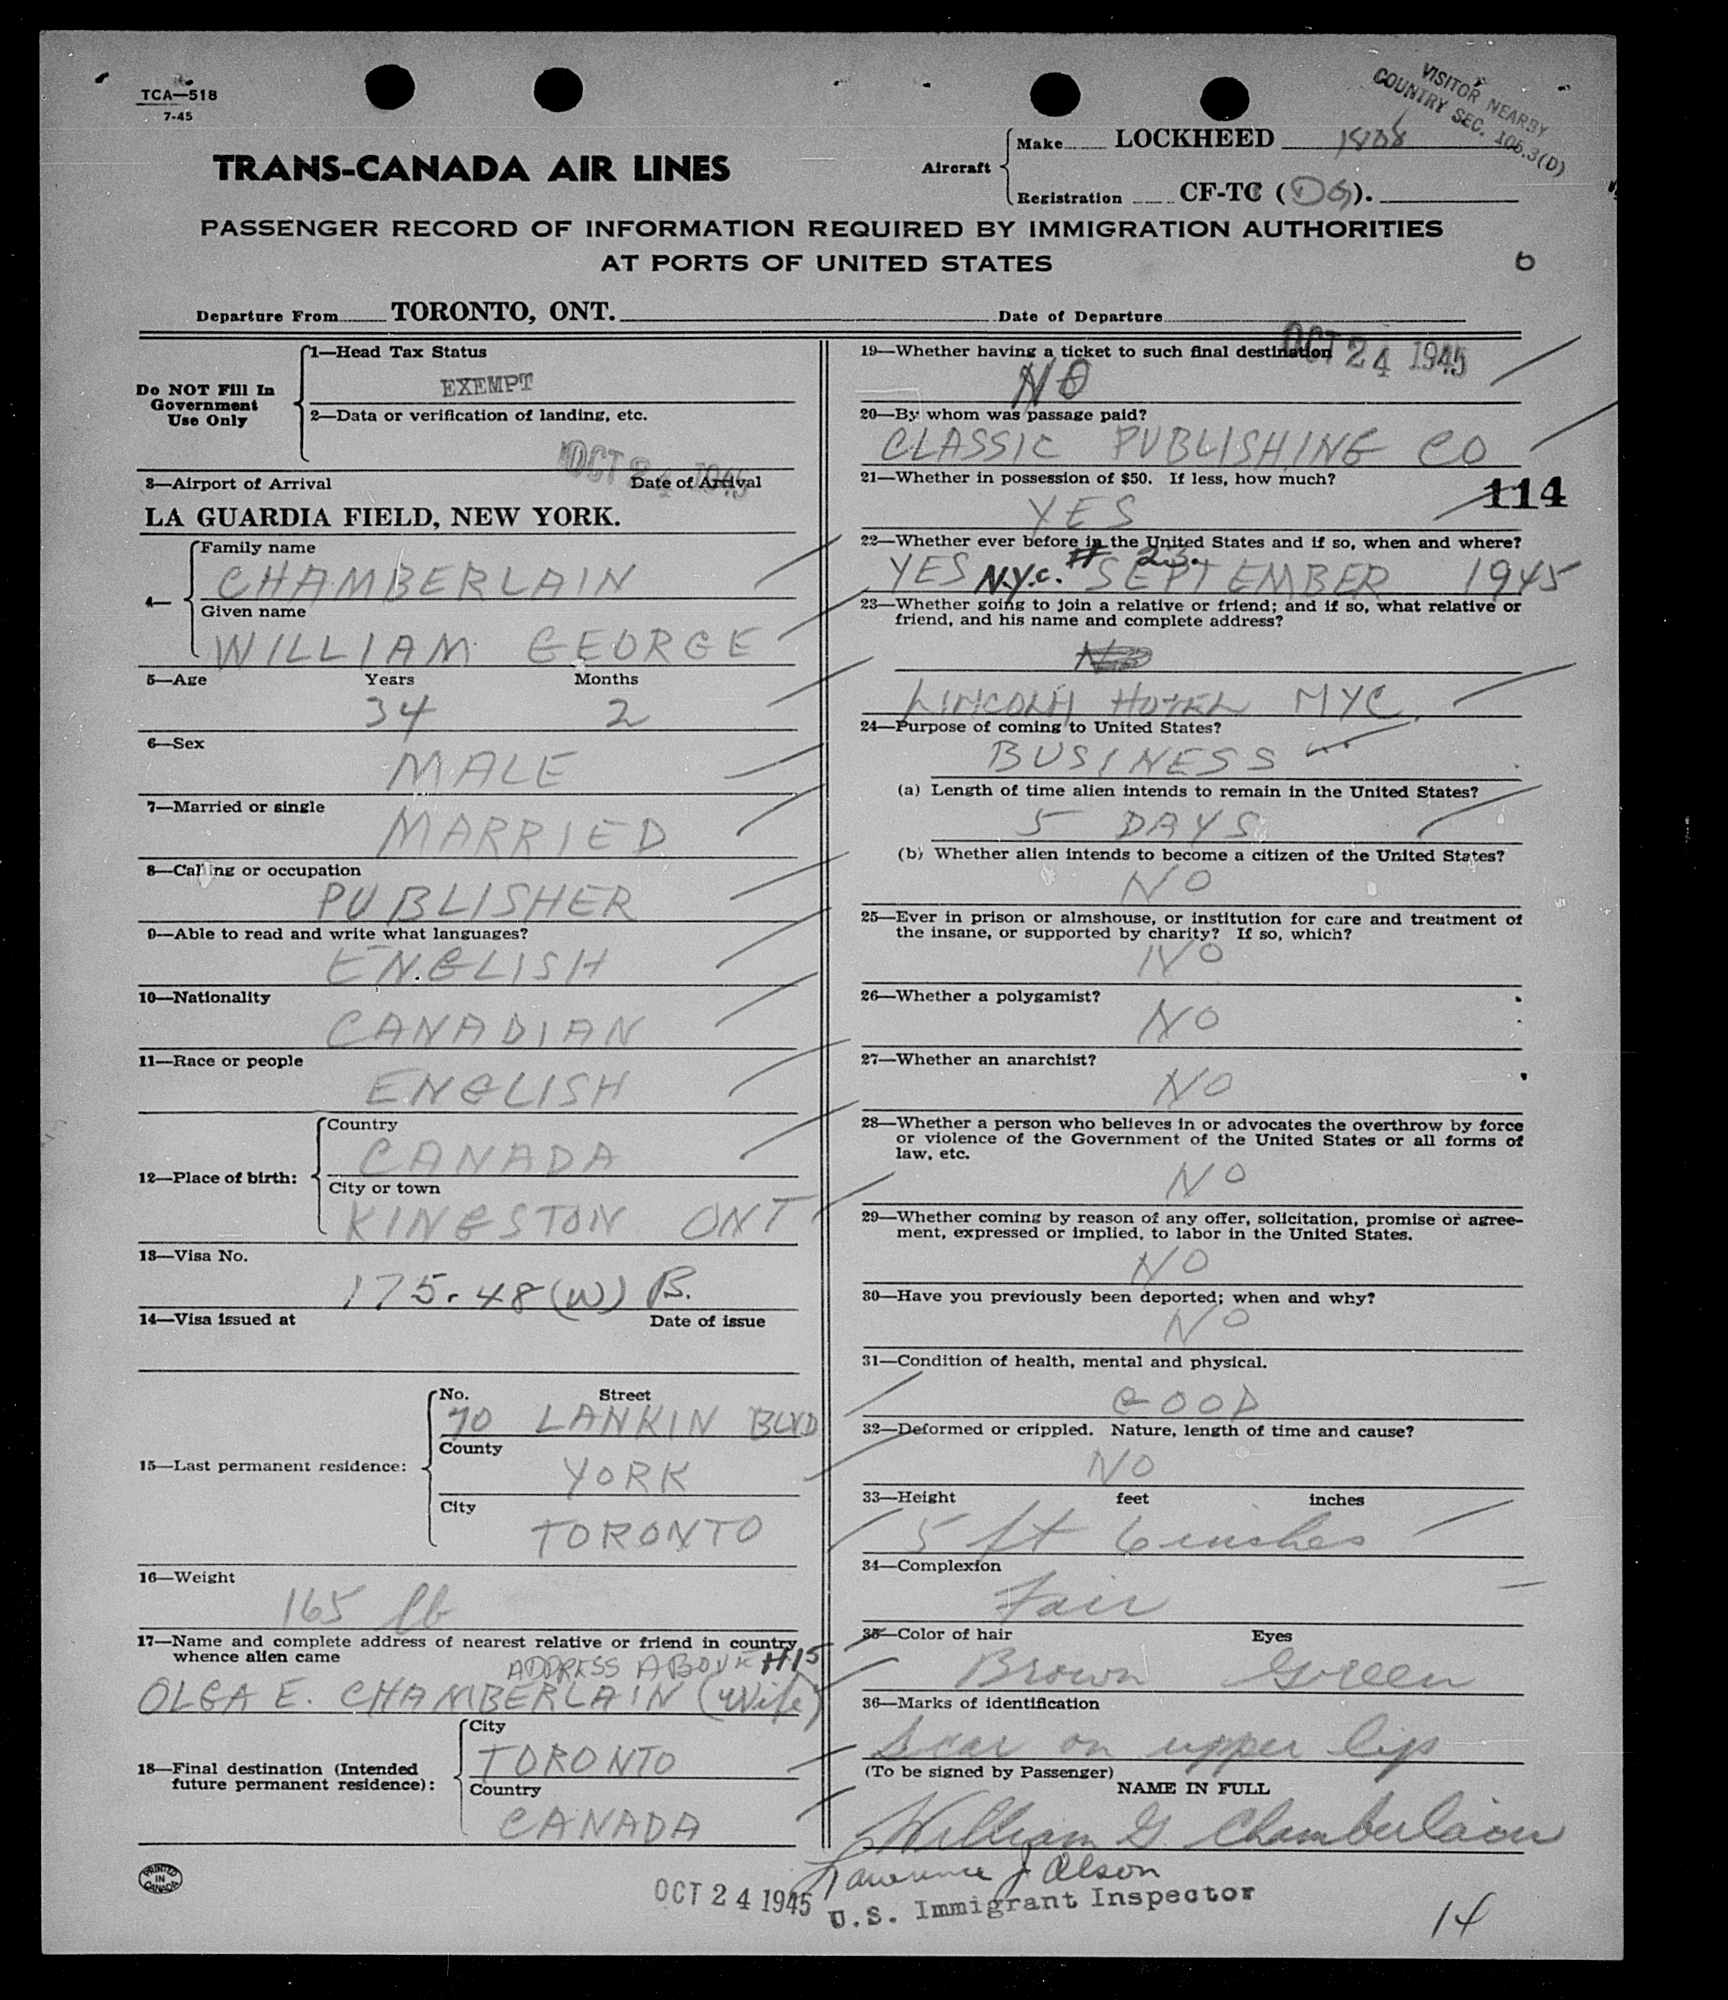 TCA—518
7-45
VISITOR NEARBY
COUNTRY SEC. 105.3(D)
TRANS-CANADA AIR LINES
Aircraft
Make LOCKHEED 1808
Registration CF-TC (DG).
PASSENGER RECORD OF INFORMATION REQUIRED BY IMMIGRATION AUTHORITIES
AT PORTS OF UNITED STATES
Departure From TORONTO, ONT. Date of Departure
OCT 24 1945
Do NOT Fill In
Government
Use Only
1—Head Tax Status
EXEMPT
2—Data or verification of landing, etc.
OCT 24 1945
3—Airport of Arrival Date of Arrival
LA GUARDIA FIELD, NEW YORK.
4—
Family name
CHAMBERLAIN
Given name
WILLIAM GEORGE
5—Age Years Months
34 2
6—Sex
MALE
7—Married or single
MARRIED
8—Calling or occupation
PUBLISHER
9—Able to read and write what languages?
ENGLISH
10—Nationality
CANADIAN
11—Race or people
ENGLISH
12—Place of birth:
Country
CANADA
City or town
KINGSTON ONT
13—Visa No.
175.48(W) B.
14—Visa issued at Date of issue
15—Last permanent residence:
No. Street
70 LANKIN BLVD
County
YORK
City
TORONTO
16—Weight
165 lb
17—Name and complete address of nearest relative or friend in country
whence alien came
ADDRESS ABOVE #15
OLGA E. CHAMBERLAIN (Wife)
18—Final destination (Intended
future permanent residence):
City
TORONTO
Country
CANADA
19—Whether having a ticket to such final destination
NO
20—By whom was passage paid?
CLASSIC PUBLISHING CO
21—Whether in possession of $50. If less, how much?
114
YES
22—Whether ever before in the United States and if so, when and where?
YES N.Y.C. # SEPTEMBER 23. 1945
23—Whether going to join a relative or friend; and if so, what relative or
friend, and his name and complete address?
LINCOLN HOTEL NYC.
24—Purpose of coming to United States?
BUSINESS
(a) Length of time alien intends to remain in the United States?
5 DAYS
(b) Whether alien intends to become a citizen of the United States?
NO
25—Ever in prison or almshouse, or institution for care and treatment of
the insane, or supported by charity? If so, which?
NO
26—Whether a polygamist?
NO
27—Whether an anarchist?
NO
28—Whether a person who believes in or advocates the overthrow by force
or violence of the Government of the United States or all forms of
law, etc.
NO
29—Whether coming by reason of any offer, solicitation, promise or agree-
ment, expressed or implied, to labor in the United States.
NO
30—Have you previously been deported; when and why?
NO
31—Condition of health, mental and physical.
GOOD
32—Deformed or crippled. Nature, length of time and cause?
NO
33—Height feet inches
5 ft 6 inches
34—Complexion
Fair
35—Color of hair Eyes
Brown Green
36—Marks of identification
Scar on upper lip
(To be signed by Passenger)
NAME IN FULL
William G. Chamberlain
Lawrence J Olson
U.S. Immigrant Inspector
OCT 24 1945
PRINTED
IN
CANADA
14